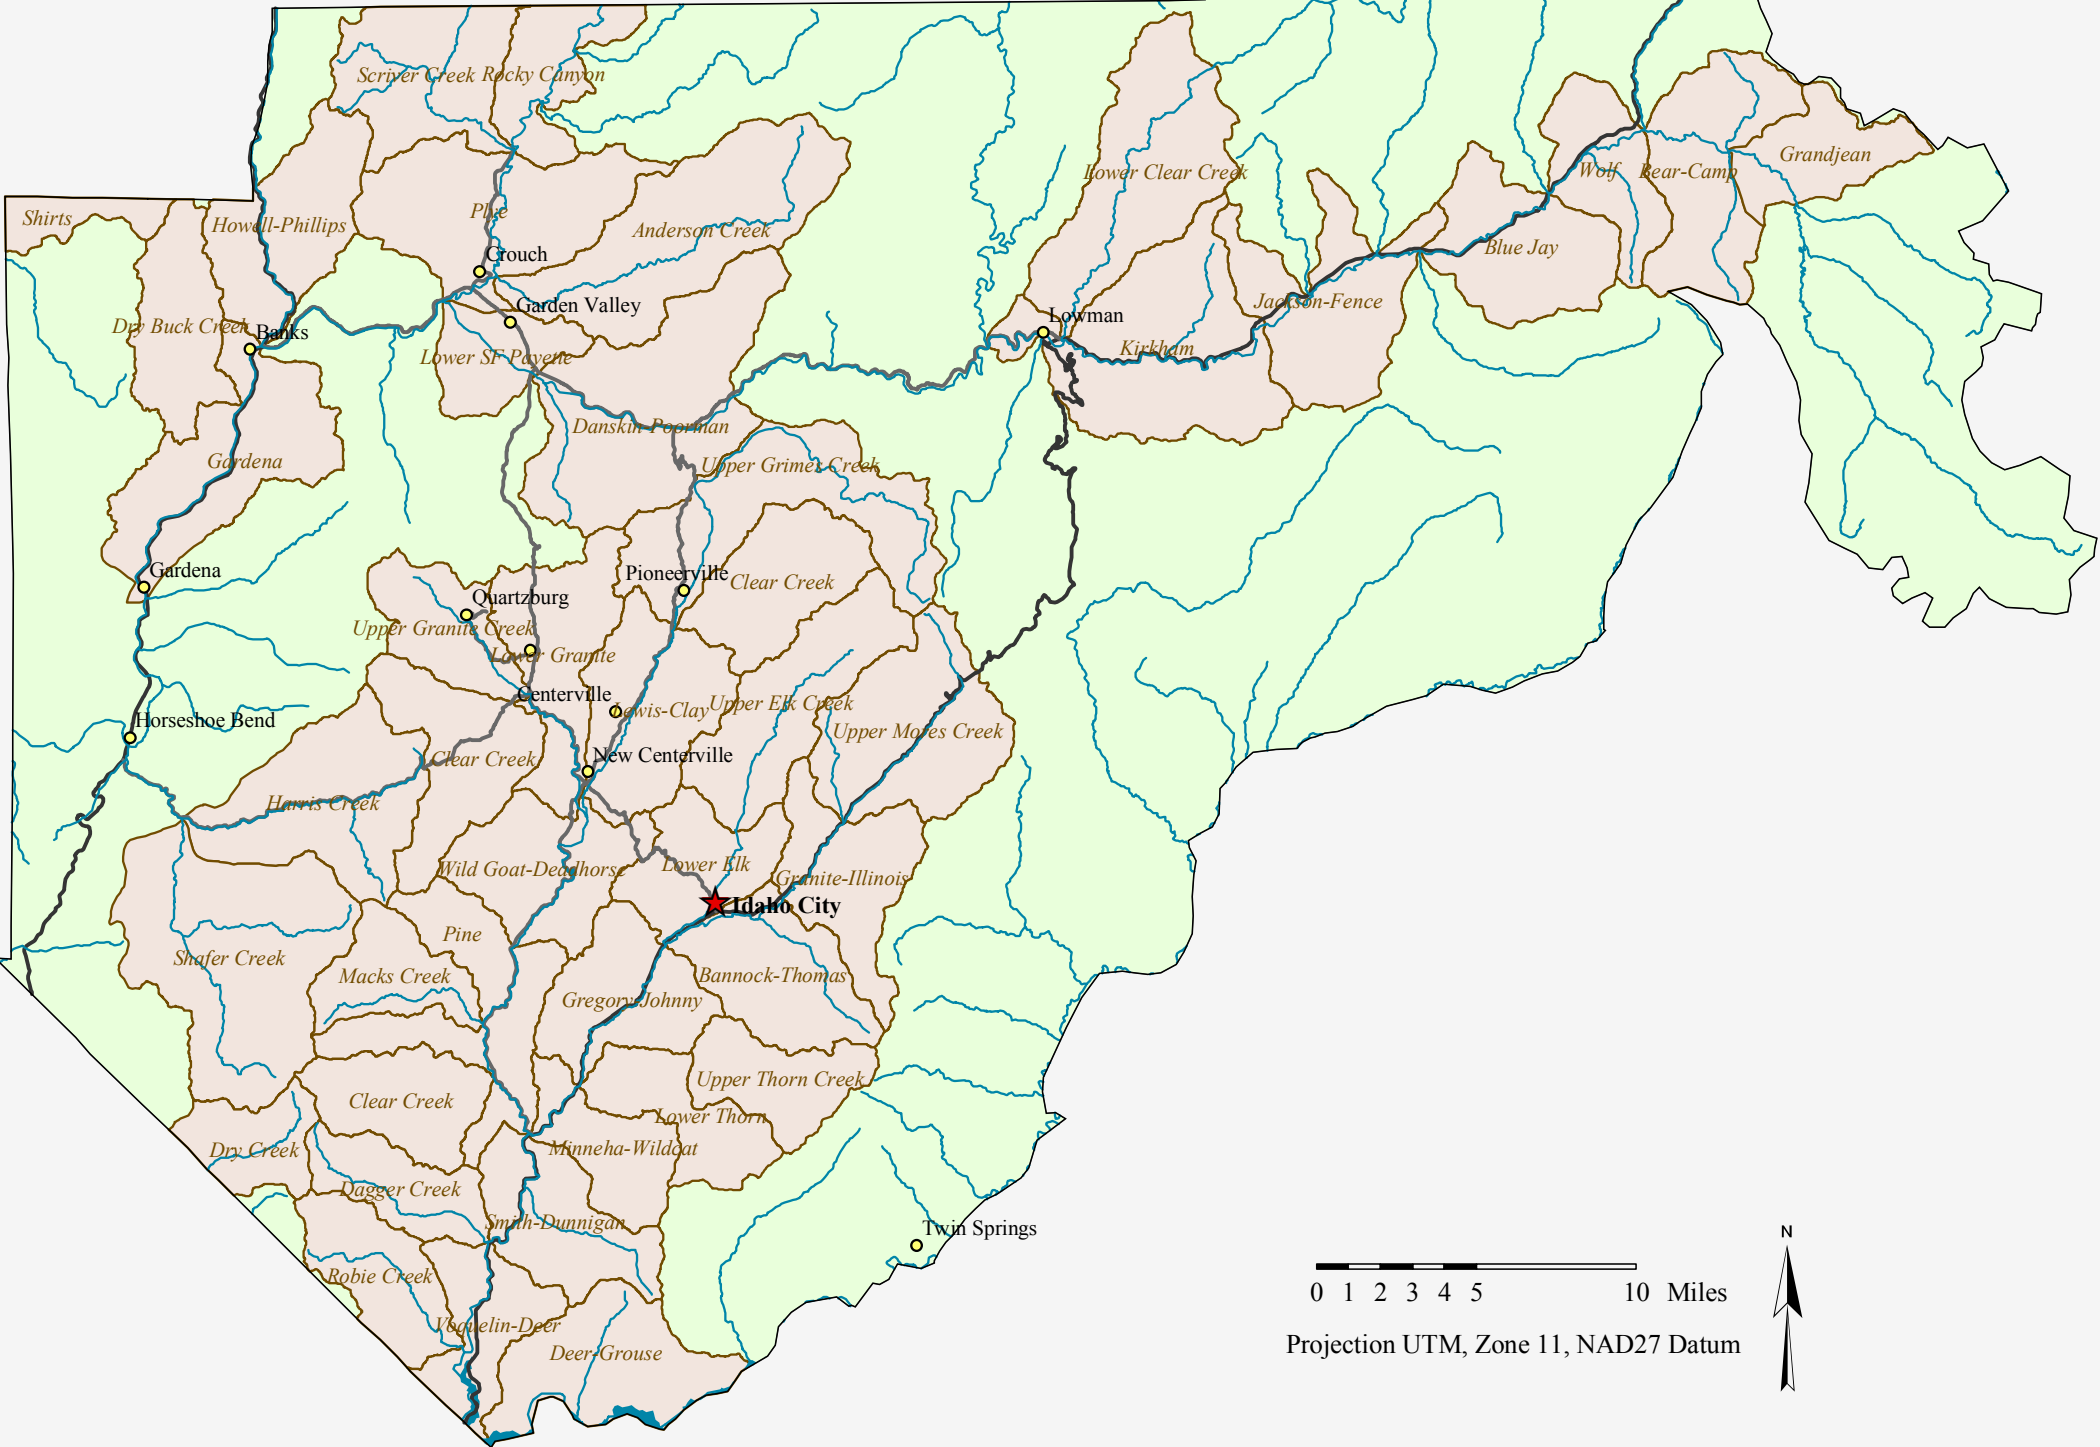 Scriver Creek
Rocky Canyon
Grandjean
Wolf
Bear-Camp
Lower Clear Creek
Shirts
Howell-Phillips
Pine
Anderson Creek
Blue Jay
Crouch
Jackson-Fence
Garden Valley
Lowman
Dry Buck Creek
Banks
Kirkham
Lower SF Payette
Danskin-Poorman
Gardena
Upper Grimes Creek
Gardena
Pioneerville
Clear Creek
Quartzburg
Upper Granite Creek
Lower Granite
Centerville
Lewis-Clay
Upper Elk Creek
Horseshoe Bend
Upper Mores Creek
New Centerville
Clear Creek
Harris Creek
Wild Goat-Deadhorse
Lower Elk
Granite-Illinois
Idaho City
Pine
Shafer Creek
Macks Creek
Bannock-Thomas
Gregory-Johnny
Upper Thorn Creek
Clear Creek
Lower Thorn
Dry Creek
Minneha-Wildcat
Dagger Creek
Smith-Dunnigan
Twin Springs
Robie Creek
Voquelin-Deer
Deer-Grouse
N
0 1 2 3 4 5 10 Miles
Projection UTM, Zone 11, NAD27 Datum